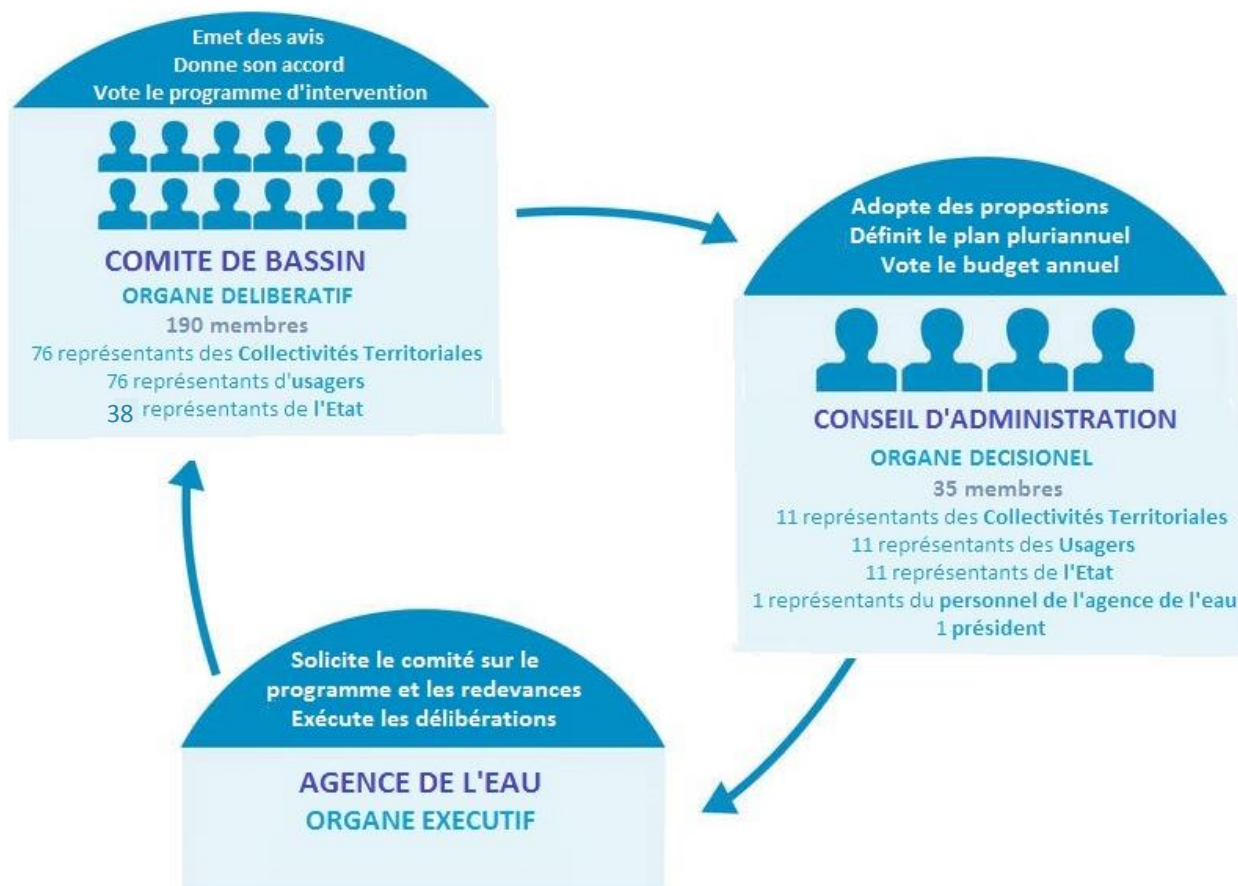 Emet des avis
Donne son accord
Vote le programme d'intervention
COMITE DE BASSIN
ORGANE DELIBERATIF
190 membres
76 représentants des Collectivités Territoriales
76 représentants d'usagers
38 représentants de l'Etat
Adopte des propostions
Définit le plan pluriannuel
Vote le budget annuel
CONSEIL D'ADMINISTRATION
ORGANE DECISIONEL
35 membres
11 représentants des Collectivités Territoriales
11 représentants des Usagers
11 représentants de l'Etat
1 représentants du personnel de l'agence de l'eau
1 président
Solicite le comité sur le
programme et les redevances
Exécute les délibérations
AGENCE DE L'EAU
ORGANE EXECUTIF